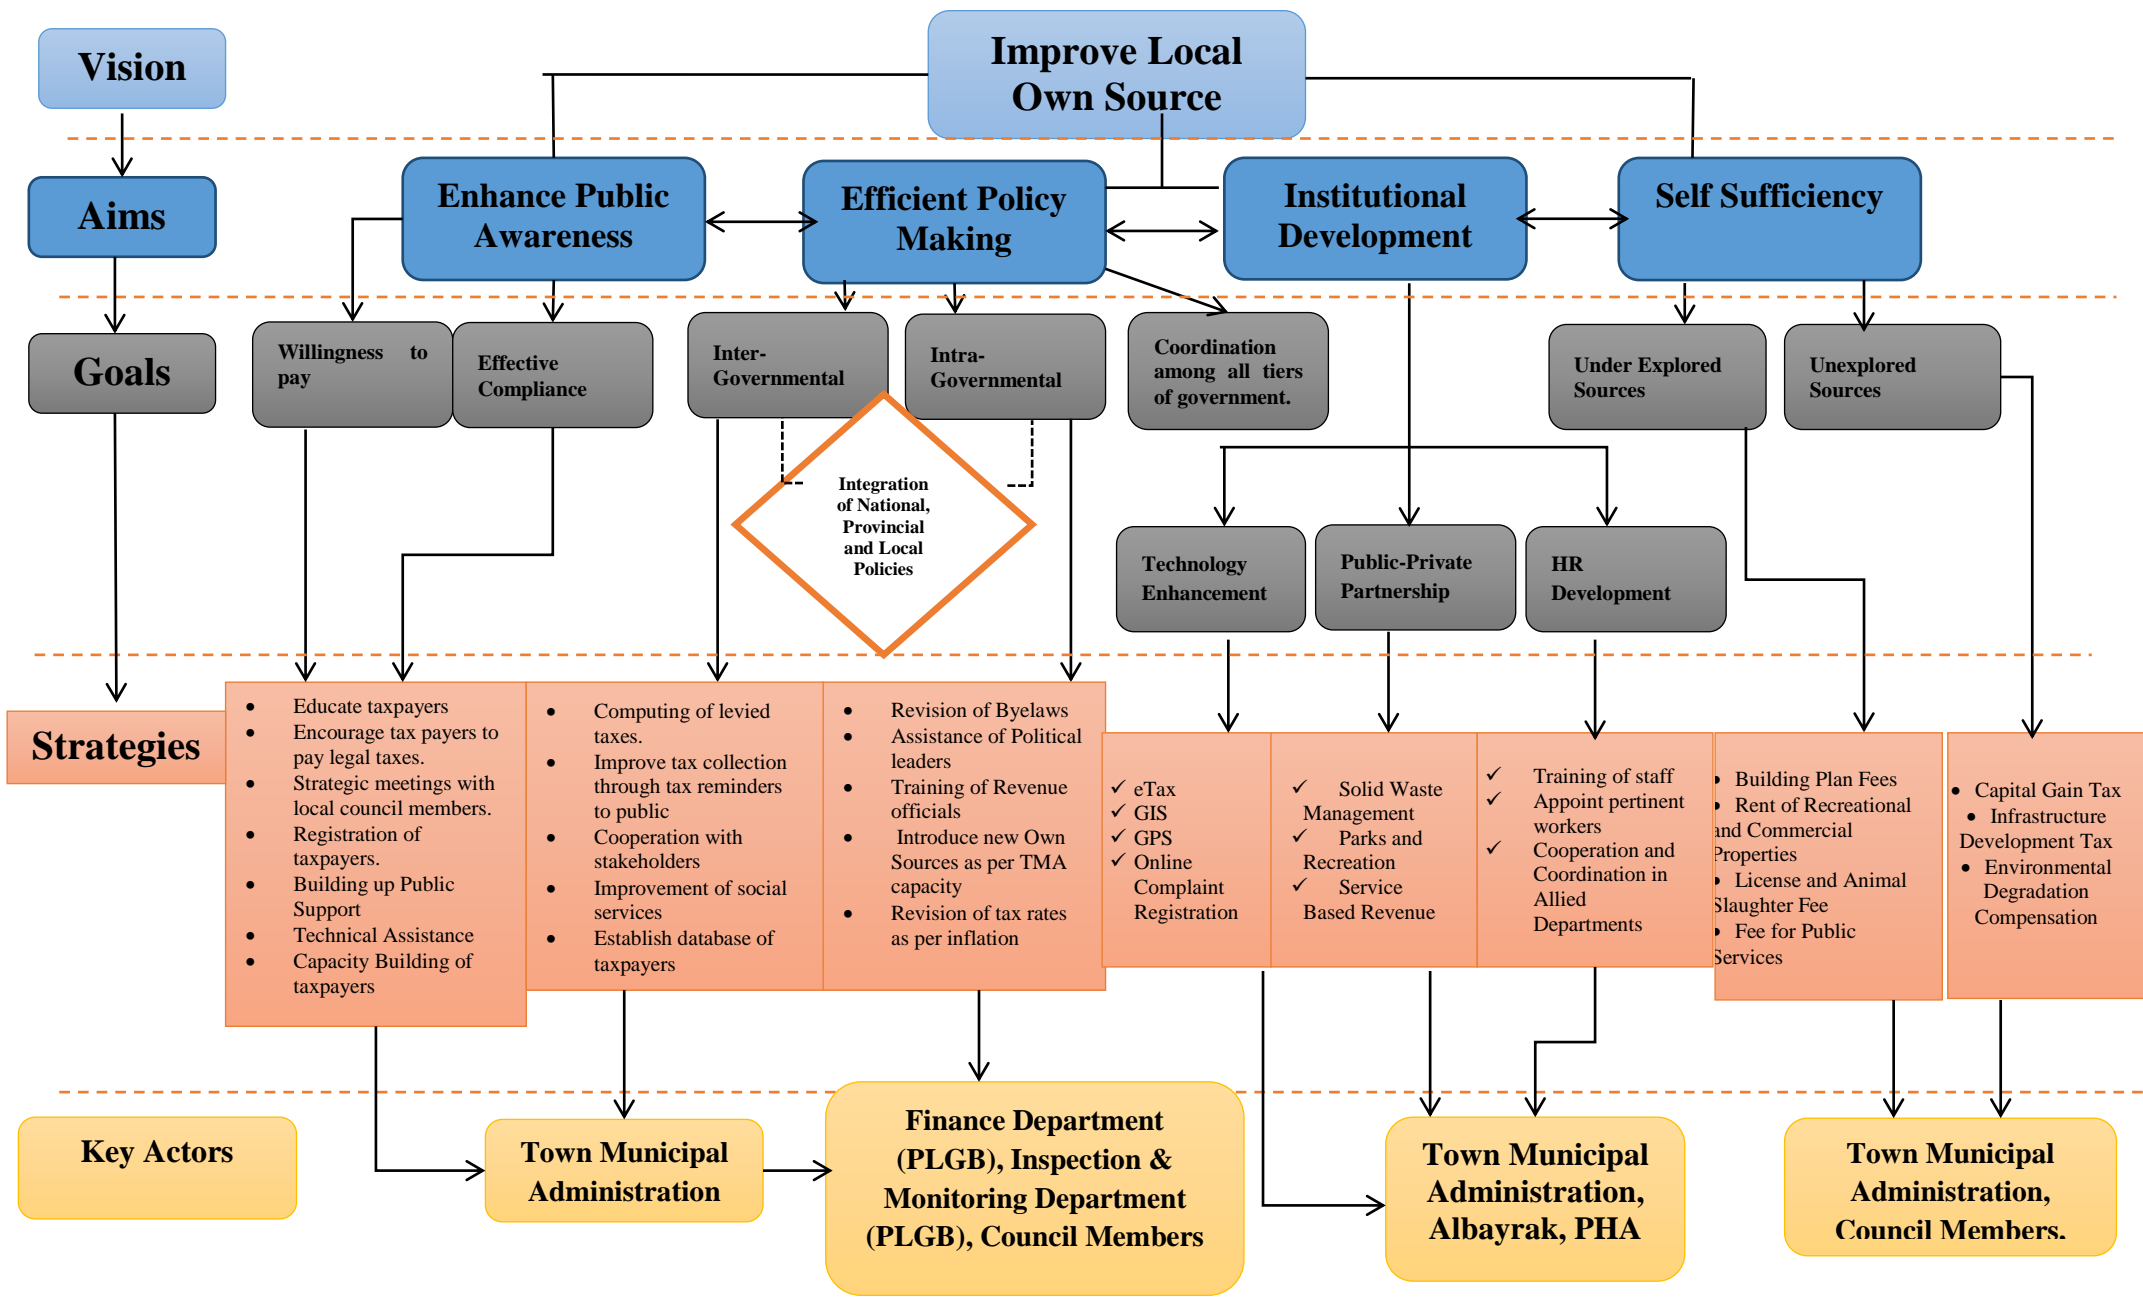 Vision
Improve Local
Own Source
Aims
Enhance Public
Awareness
Efficient Policy
Making
Institutional
Development
Self Sufficiency
Goals
Willingness to
pay
Effective
Compliance
Inter-
Governmental
Intra-
Governmental
Coordination
among all tiers
of government.
Under Explored
Sources
Unexplored
Sources
Integration
of National,
Provincial
and Local
Policies
Technology
Enhancement
Public-Private
Partnership
HR
Development
Strategies
• Educate taxpayers
• Encourage tax payers to
pay legal taxes.
• Strategic meetings with
local council members.
• Registration of
taxpayers.
• Building up Public
Support
• Technical Assistance
• Capacity Building of
taxpayers
• Computing of levied
taxes.
• Improve tax collection
through tax reminders
to public
• Cooperation with
stakeholders
• Improvement of social
services
• Establish database of
taxpayers
• Revision of Byelaws
• Assistance of Political
leaders
• Training of Revenue
officials
• Introduce new Own
Sources as per TMA
capacity
• Revision of tax rates
as per inflation
✓ eTax
✓ GIS
✓ GPS
✓ Online
Complaint
Registration
✓ Solid Waste
Management
✓ Parks and
Recreation
✓ Service
Based Revenue
✓ Training of staff
✓ Appoint pertinent
workers
✓ Cooperation and
Coordination in
Allied
Departments
• Building Plan Fees
• Rent of Recreational
and Commercial
Properties
• License and Animal
Slaughter Fee
• Fee for Public
Services
• Capital Gain Tax
• Infrastructure
Development Tax
• Environmental
Degradation
Compensation
Key Actors
Town Municipal
Administration
Finance Department
(PLGB), Inspection &
Monitoring Department
(PLGB), Council Members
Town Municipal
Administration,
Albayrak, PHA
Town Municipal
Administration,
Council Members,